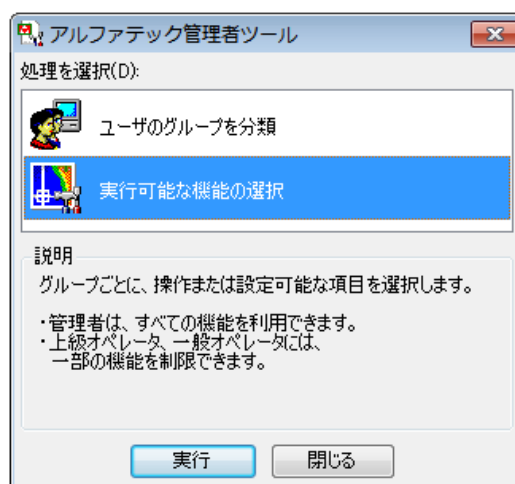 アルファテック管理者ツール
処理を選択(D):
ユーザのグループを分類
実行可能な機能の選択
説明
グループごとに、操作または設定可能な項目を選択します。
・管理者は、すべての機能を利用できます。
・上級オペレータ、一般オペレータには、
一部の機能を制限できます。
実行
閉じる